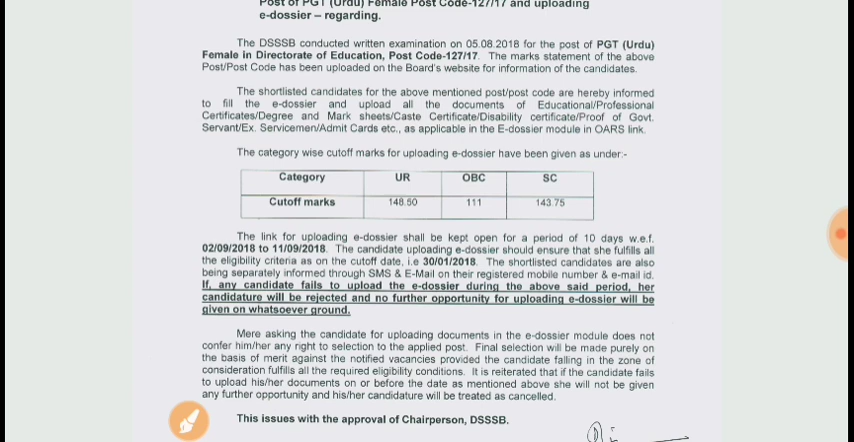 Post of PGT (Urdu) Female Post Code-127/17 and uploading
e-dossier – regarding.
The DSSSB conducted written examination on 05.08.2018 for the post of PGT (Urdu)
Female in Directorate of Education, Post Code-127/17. The marks statement of the above
Post/Post Code has been uploaded on the Board's website for information of the candidates.
The shortlisted candidates for the above mentioned post/post code are hereby informed
to fill the e-dossier and upload all the documents of Educational/Professional
Certificates/Degree and Mark sheets/Caste Certificate/Disability certificate/Proof of Govt.
Servant/Ex. Servicemen/Admit Cards etc., as applicable in the E-dossier module in OARS link.
The category wise cutoff marks for uploading e-dossier have been given as under:-
Category UR OBC SC
Cutoff marks 148.50 111 143.75
The link for uploading e-dossier shall be kept open for a period of 10 days w.e.f.
02/09/2018 to 11/09/2018. The candidate uploading e-dossier should ensure that she fulfills all
the eligibility criteria as on the cutoff date, i.e 30/01/2018. The shortlisted candidates are also
being separately informed through SMS & E-Mail on their registered mobile number & e-mail id.
If, any candidate fails to upload the e-dossier during the above said period, her
candidature will be rejected and no further opportunity for uploading e-dossier will be
given on whatsoever ground.
Mere asking the candidate for uploading documents in the e-dossier module does not
confer him/her any right to selection to the applied post. Final selection will be made purely on
the basis of merit against the notified vacancies provided the candidate falling in the zone of
consideration fulfills all the required eligibility conditions. It is reiterated that if the candidate fails
to upload his/her documents on or before the date as mentioned above she will not be given
any further opportunity and his/her candidature will be treated as cancelled.
This issues with the approval of Chairperson, DSSSB.